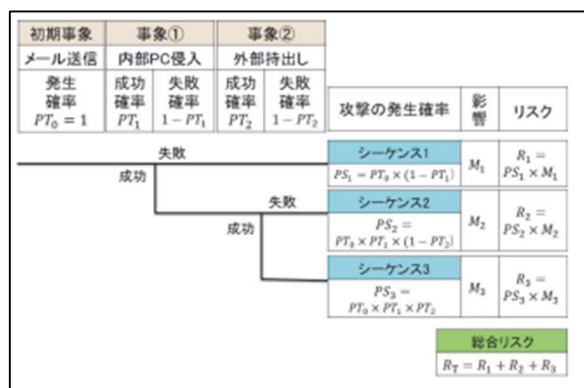 初期事象 事象① 事象②
メール送信 内部PC侵入 外部持出し
発生 成功 失敗 成功 失敗
確率 確率 確率 確率 確率 攻撃の発生確率 影響 リスク
PT₀ = 1 PT₁ 1 − PT₁ PT₂ 1 − PT₂
失敗 シーケンス1 R₁ =
成功 PS₁ = PT₀ × (1 − PT₁) M₁ PS₁ × M₁
失敗 シーケンス2
成功 PS₂ = M₂ R₂ =
PT₀ × PT₁ × (1 − PT₂) PS₂ × M₂
シーケンス3
PS₃ = M₃ R₃ =
PT₀ × PT₁ × PT₂ PS₃ × M₃
総合リスク
R_T = R₁ + R₂ + R₃